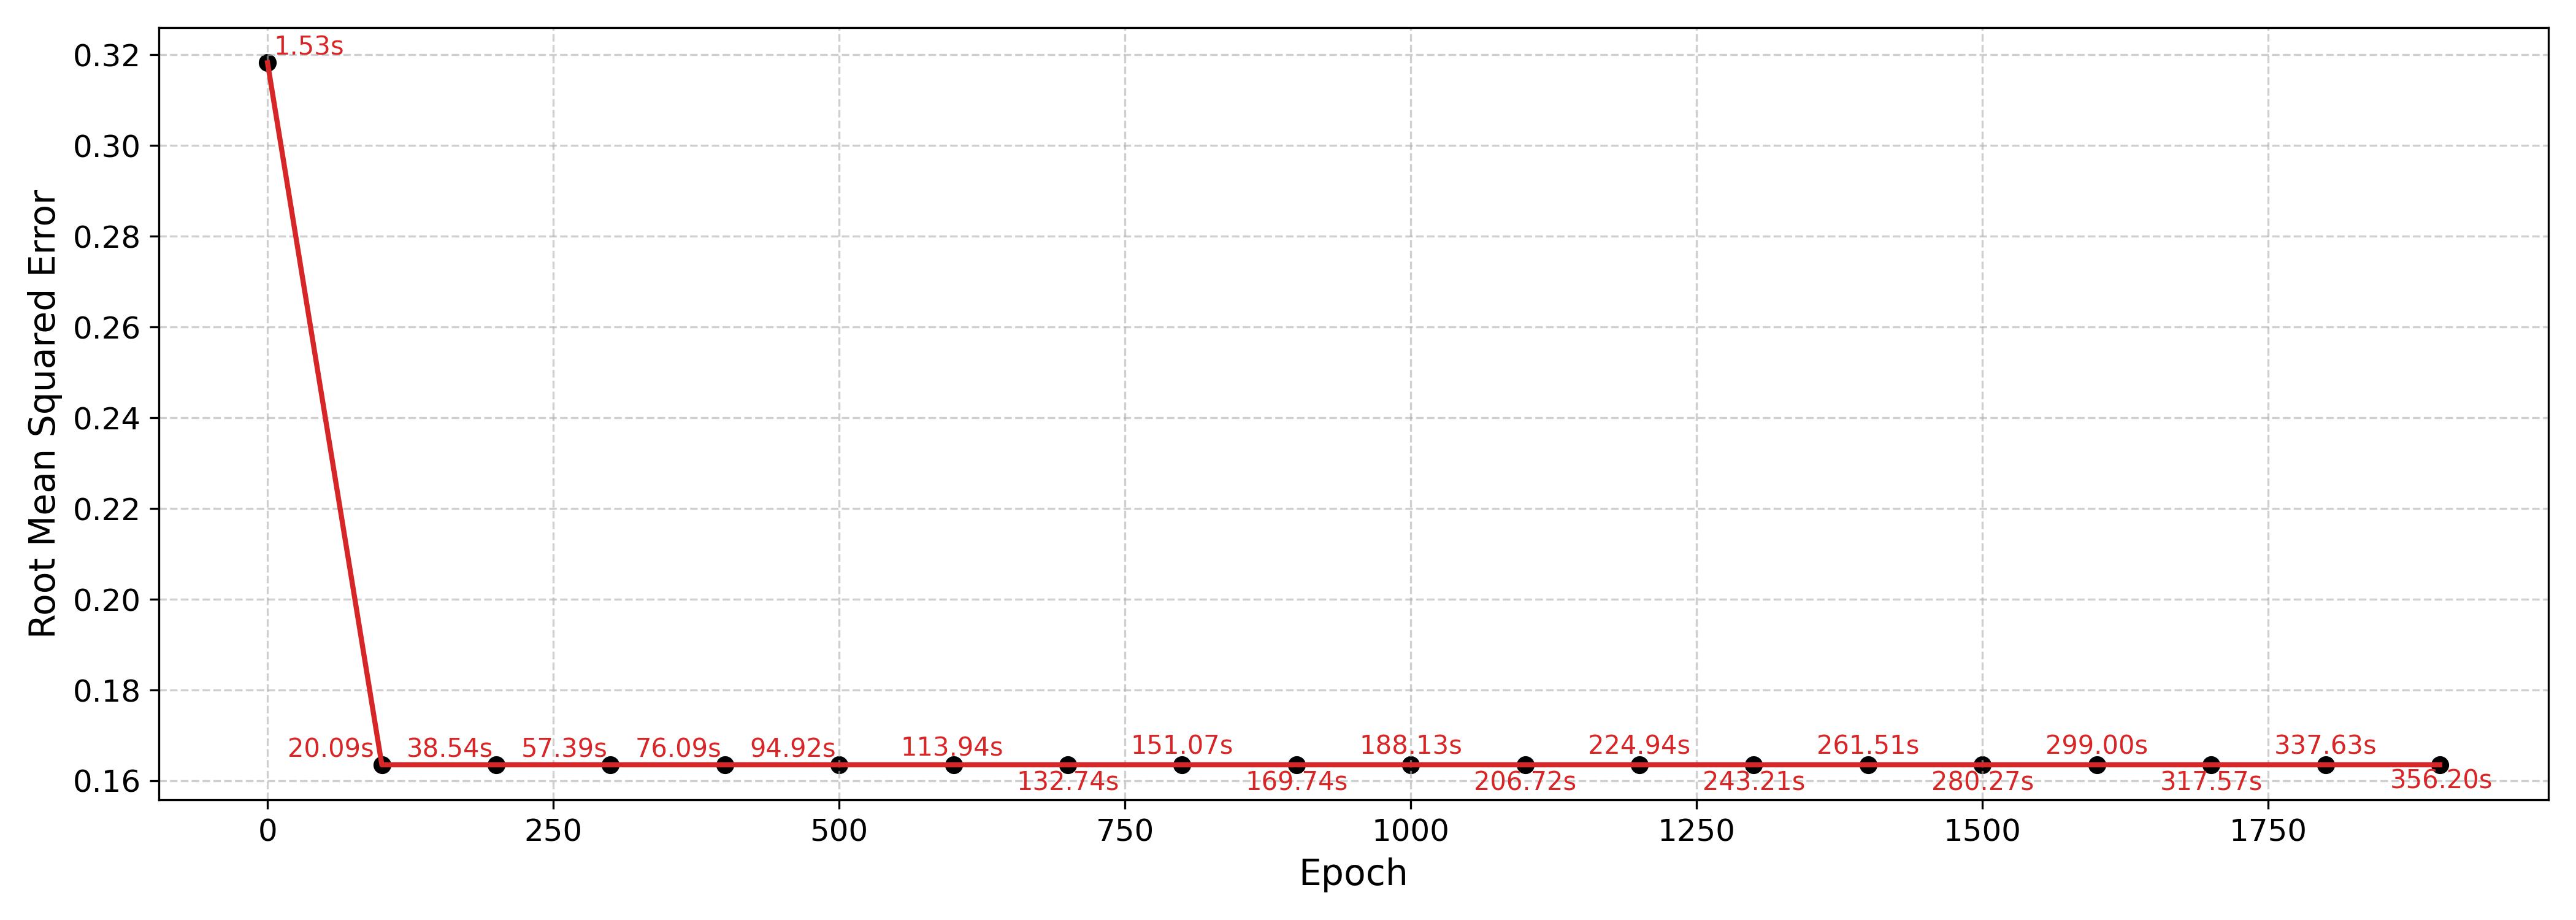 Root Mean Squared Error
0.32
0.30
0.28
0.26
0.24
0.22
0.20
0.18
0.16
1.53s
20.09s
38.54s
57.39s
76.09s
94.92s
113.94s
132.74s
151.07s
169.74s
188.13s
206.72s
224.94s
243.21s
261.51s
280.27s
299.00s
317.57s
337.63s
356.20s
0 250 500 750 1000 1250 1500 1750
Epoch